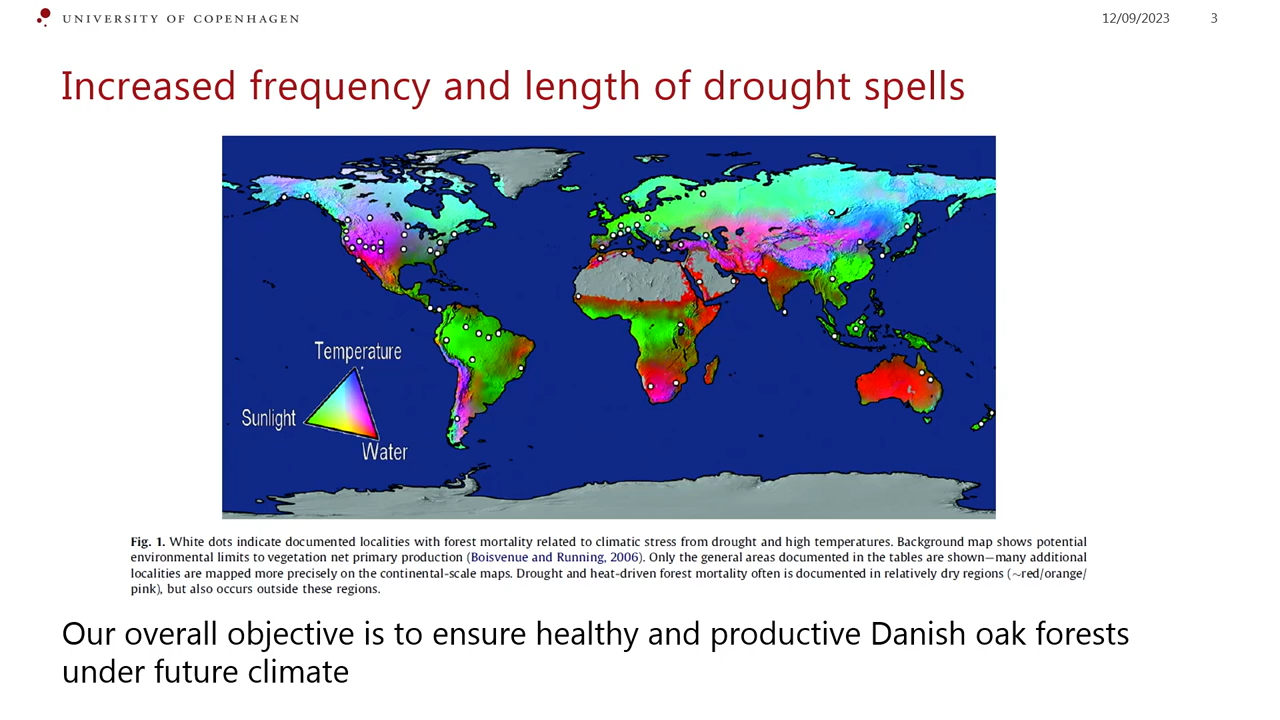 UNIVERSITY OF COPENHAGEN
12/09/2023
3
Increased frequency and length of drought spells
Temperature
Sunlight
Water
Fig. 1. White dots indicate documented localities with forest mortality related to climatic stress from drought and high temperatures. Background map shows potential
environmental limits to vegetation net primary production (Boisvenue and Running, 2006). Only the general areas documented in the tables are shown—many additional
localities are mapped more precisely on the continental-scale maps. Drought and heat-driven forest mortality often is documented in relatively dry regions (~red/orange/
pink), but also occurs outside these regions.
Our overall objective is to ensure healthy and productive Danish oak forests
under future climate